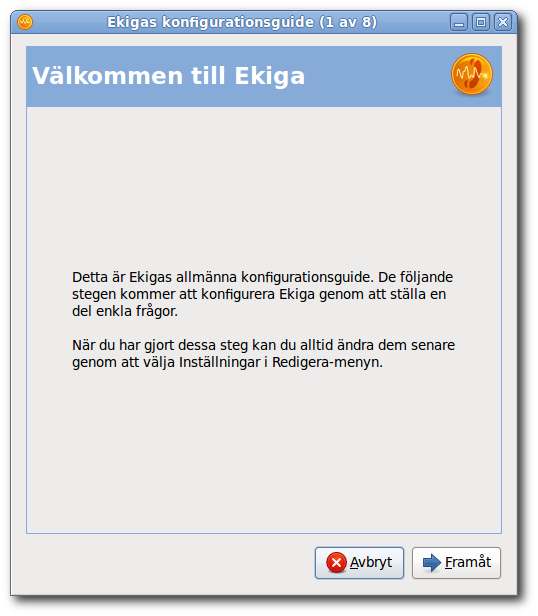 Ekigas konfigurationsguide (1 av 8)
Välkommen till Ekiga
Detta är Ekigas allmänna konfigurationsguide. De följande
stegen kommer att konfigurera Ekiga genom att ställa en
del enkla frågor.
När du har gjort dessa steg kan du alltid ändra dem senare
genom att välja Inställningar i Redigera-menyn.
Avbryt
Framåt